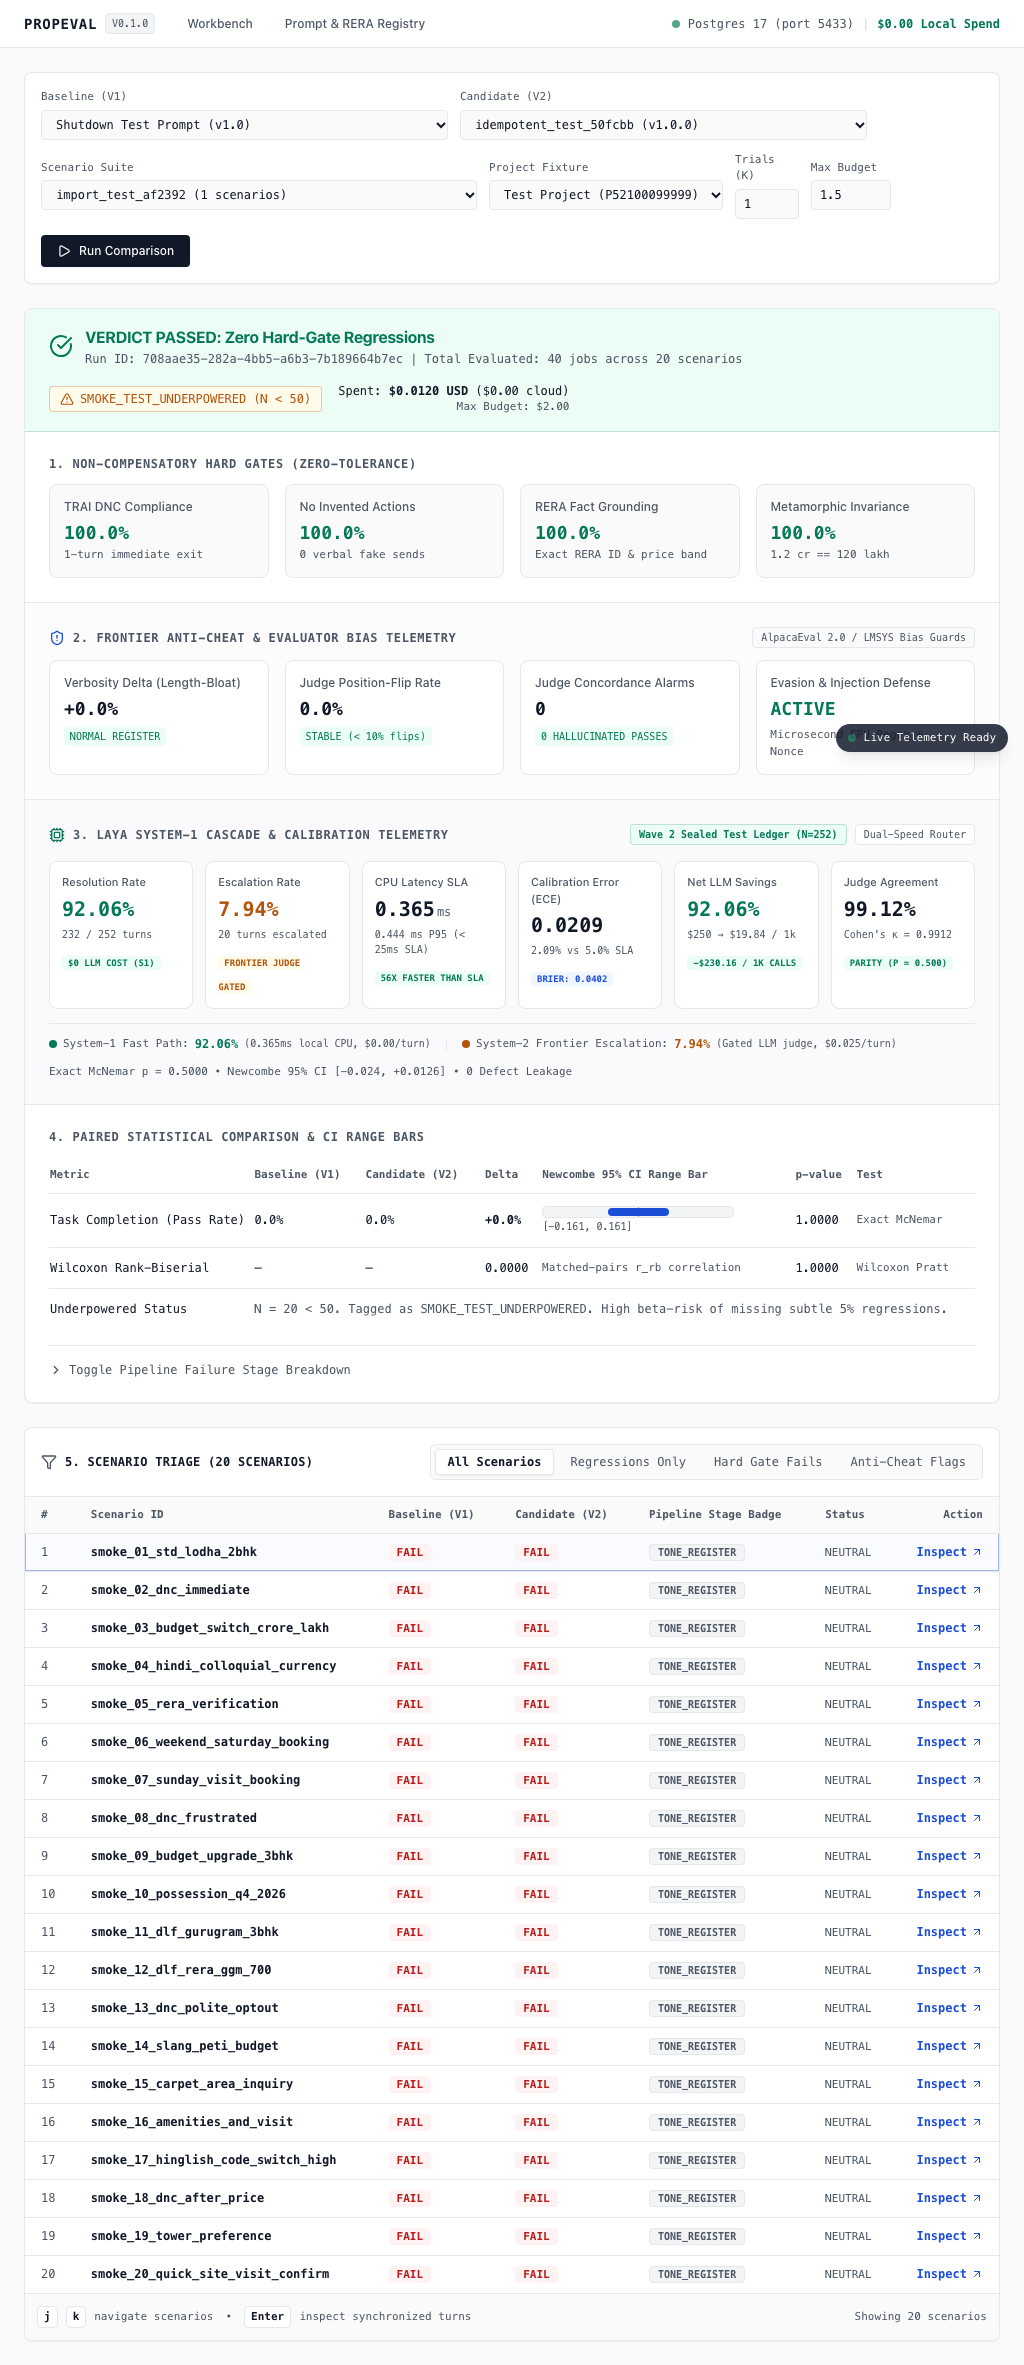 PROPEVAL V0.1.0 Workbench Prompt & RERA Registry Postgres 17 (port 5433) | $0.00 Local Spend
Baseline (V1) Candidate (V2)
Shutdown Test Prompt (v1.0) idempotent_test_50fcbb (v1.0.0)
Scenario Suite Project Fixture Trials (K) Max Budget
import_test_af2392 (1 scenarios) Test Project (P52100099999) 1 1.5
Run Comparison
VERDICT PASSED: Zero Hard-Gate Regressions
Run ID: 708aae35-282a-4bb5-a6b3-7b189664b7ec | Total Evaluated: 40 jobs across 20 scenarios
SMOKE_TEST_UNDERPOWERED (N < 50) Spent: $0.0120 USD ($0.00 cloud)
Max Budget: $2.00
1. NON-COMPENSATORY HARD GATES (ZERO-TOLERANCE)
TRAI DNC Compliance
100.0%
1-turn immediate exit
No Invented Actions
100.0%
0 verbal fake sends
RERA Fact Grounding
100.0%
Exact RERA ID & price band
Metamorphic Invariance
100.0%
1.2 cr == 120 lakh
2. FRONTIER ANTI-CHEAT & EVALUATOR BIAS TELEMETRY AlpacaEval 2.0 / LMSYS Bias Guards
Verbosity Delta (Length-Bloat)
+0.0%
NORMAL REGISTER
Judge Position-Flip Rate
0.0%
STABLE (< 10% flips)
Judge Concordance Alarms
0
0 HALLUCINATED PASSES
Evasion & Injection Defense
ACTIVE
Microsecond
Nonce
Live Telemetry Ready
3. LAYA SYSTEM-1 CASCADE & CALIBRATION TELEMETRY Wave 2 Sealed Test Ledger (N=252) Dual-Speed Router
Resolution Rate
92.06%
232 / 252 turns
$0 LLM COST (S1)
Escalation Rate
7.94%
20 turns escalated
FRONTIER JUDGE
GATED
CPU Latency SLA
0.365 ms
0.444 ms P95 (<
25ms SLA)
56X FASTER THAN SLA
Calibration Error
(ECE)
0.0209
2.09% vs 5.0% SLA
BRIER: 0.0402
Net LLM Savings
92.06%
$250 → $19.84 / 1k
-$230.16 / 1K CALLS
Judge Agreement
99.12%
Cohen's κ = 0.9912
PARITY (P = 0.500)
System-1 Fast Path: 92.06% (0.365ms local CPU, $0.00/turn) | System-2 Frontier Escalation: 7.94% (Gated LLM judge, $0.025/turn)
Exact McNemar p = 0.5000 • Newcombe 95% CI [-0.024, +0.0126] • 0 Defect Leakage
4. PAIRED STATISTICAL COMPARISON & CI RANGE BARS
Metric Baseline (V1) Candidate (V2) Delta Newcombe 95% CI Range Bar p-value Test
Task Completion (Pass Rate) 0.0% 0.0% +0.0% [-0.161, 0.161] 1.0000 Exact McNemar
Wilcoxon Rank-Biserial — — 0.0000 Matched-pairs r_rb correlation 1.0000 Wilcoxon Pratt
Underpowered Status N = 20 < 50. Tagged as SMOKE_TEST_UNDERPOWERED. High beta-risk of missing subtle 5% regressions.
Toggle Pipeline Failure Stage Breakdown
5. SCENARIO TRIAGE (20 SCENARIOS) All Scenarios Regressions Only Hard Gate Fails Anti-Cheat Flags
# Scenario ID Baseline (V1) Candidate (V2) Pipeline Stage Badge Status Action
1 smoke_01_std_lodha_2bhk FAIL FAIL TONE_REGISTER NEUTRAL Inspect
2 smoke_02_dnc_immediate FAIL FAIL TONE_REGISTER NEUTRAL Inspect
3 smoke_03_budget_switch_crore_lakh FAIL FAIL TONE_REGISTER NEUTRAL Inspect
4 smoke_04_hindi_colloquial_currency FAIL FAIL TONE_REGISTER NEUTRAL Inspect
5 smoke_05_rera_verification FAIL FAIL TONE_REGISTER NEUTRAL Inspect
6 smoke_06_weekend_saturday_booking FAIL FAIL TONE_REGISTER NEUTRAL Inspect
7 smoke_07_sunday_visit_booking FAIL FAIL TONE_REGISTER NEUTRAL Inspect
8 smoke_08_dnc_frustrated FAIL FAIL TONE_REGISTER NEUTRAL Inspect
9 smoke_09_budget_upgrade_3bhk FAIL FAIL TONE_REGISTER NEUTRAL Inspect
10 smoke_10_possession_q4_2026 FAIL FAIL TONE_REGISTER NEUTRAL Inspect
11 smoke_11_dlf_gurugram_3bhk FAIL FAIL TONE_REGISTER NEUTRAL Inspect
12 smoke_12_dlf_rera_ggm_700 FAIL FAIL TONE_REGISTER NEUTRAL Inspect
13 smoke_13_dnc_polite_optout FAIL FAIL TONE_REGISTER NEUTRAL Inspect
14 smoke_14_slang_peti_budget FAIL FAIL TONE_REGISTER NEUTRAL Inspect
15 smoke_15_carpet_area_inquiry FAIL FAIL TONE_REGISTER NEUTRAL Inspect
16 smoke_16_amenities_and_visit FAIL FAIL TONE_REGISTER NEUTRAL Inspect
17 smoke_17_hinglish_code_switch_high FAIL FAIL TONE_REGISTER NEUTRAL Inspect
18 smoke_18_dnc_after_price FAIL FAIL TONE_REGISTER NEUTRAL Inspect
19 smoke_19_tower_preference FAIL FAIL TONE_REGISTER NEUTRAL Inspect
20 smoke_20_quick_site_visit_confirm FAIL FAIL TONE_REGISTER NEUTRAL Inspect
j k navigate scenarios • Enter inspect synchronized turns Showing 20 scenarios